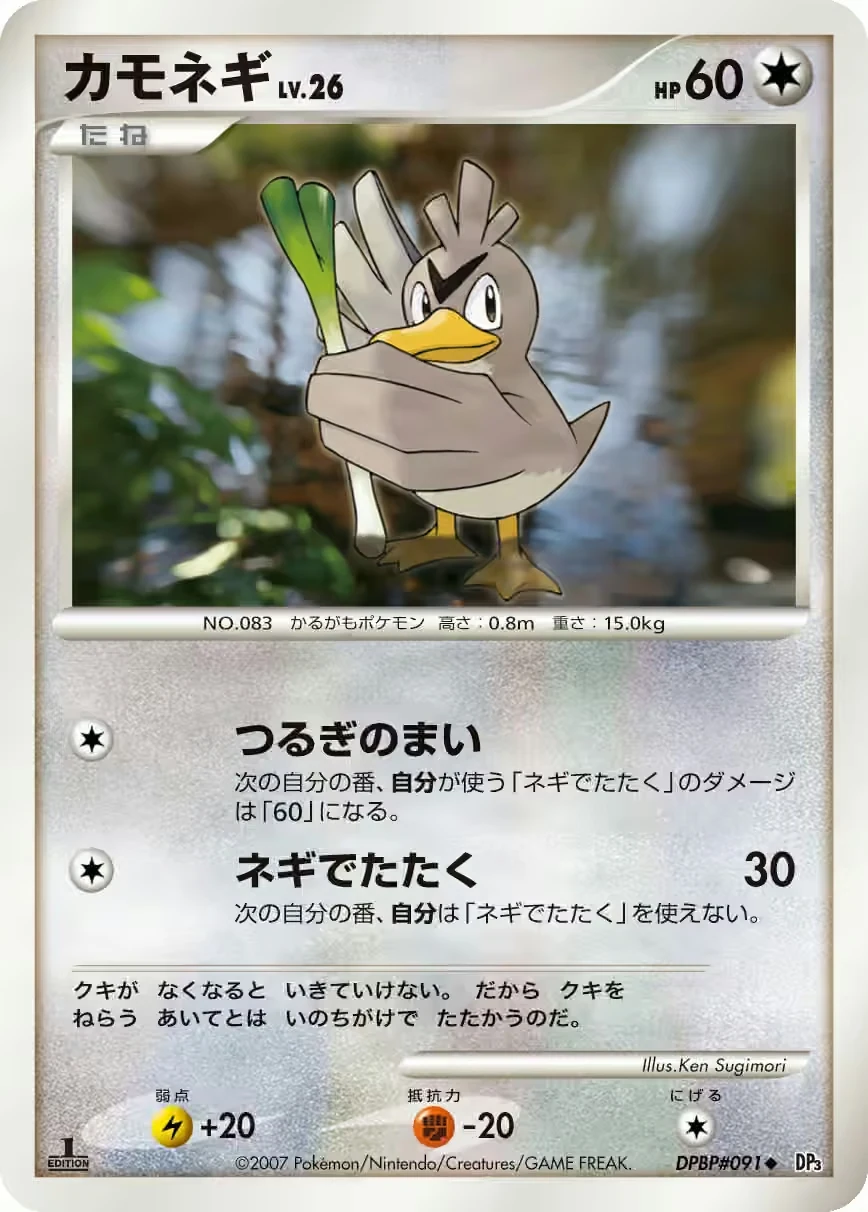 カモネギ LV.26 HP60
たね
NO.083 かるがもポケモン 高さ：0.8m 重さ：15.0kg
つるぎのまい
次の自分の番、自分が使う「ネギでたたく」のダメージ
は「60」になる。
ネギでたたく 30
次の自分の番、自分は「ネギでたたく」を使えない。
クキが なくなると いきていけない。 だから クキを
ねらう あいてとは いのちがけで たたかうのだ。
Illus.Ken Sugimori
弱点 抵抗力 にげる
+20 -20
1 EDITION ©2007 Pokémon/Nintendo/Creatures/GAME FREAK. DPBP#091◆ DP3